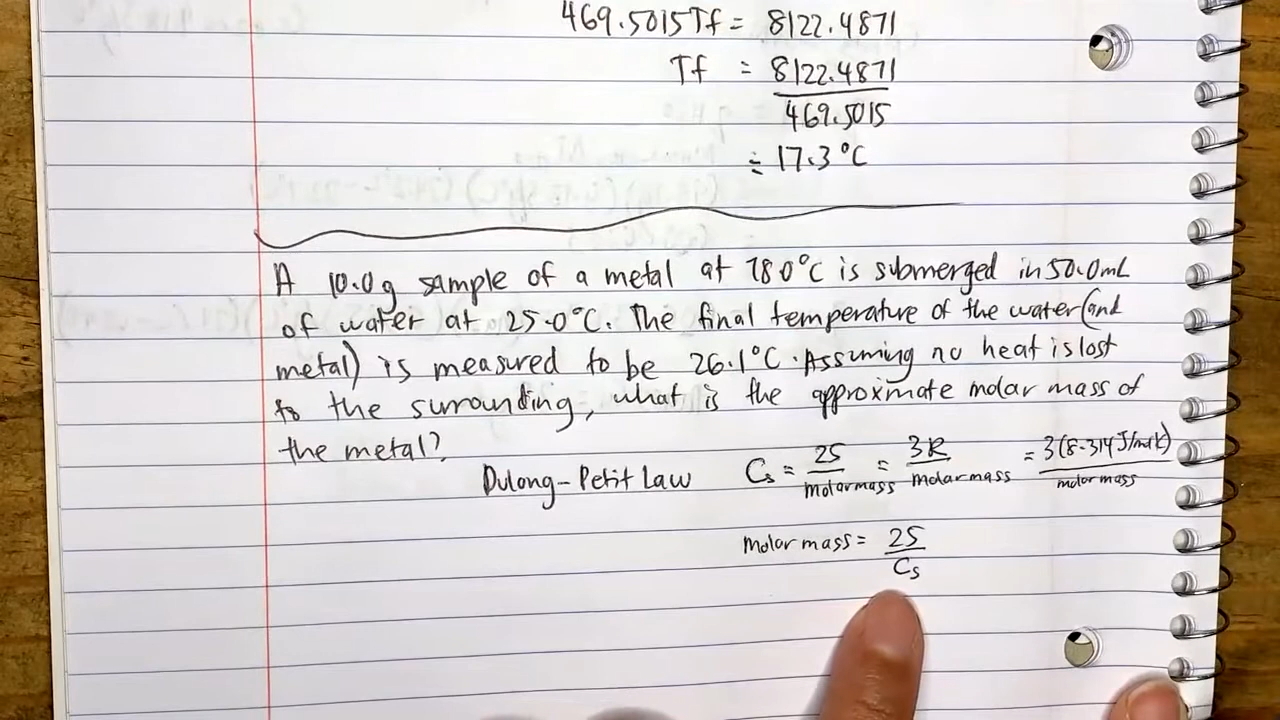 469.5015Tf = 8122.4871
Tf = 8122.4871
469.5015
= 17.3°C
A 10.0g sample of a metal at 78.0°C is submerged in 50.0mL
of water at 25.0°C. The final temperature of the water (and
metal) is measured to be 26.1°C. Assuming no heat is lost
to the surrounding, what is the approximate molar mass of
the metal?
Dulong-Petit Law Cs = 25/molar mass = 3R/molar mass = 3(8.314 J/molK)/molar mass
molar mass = 25/Cs